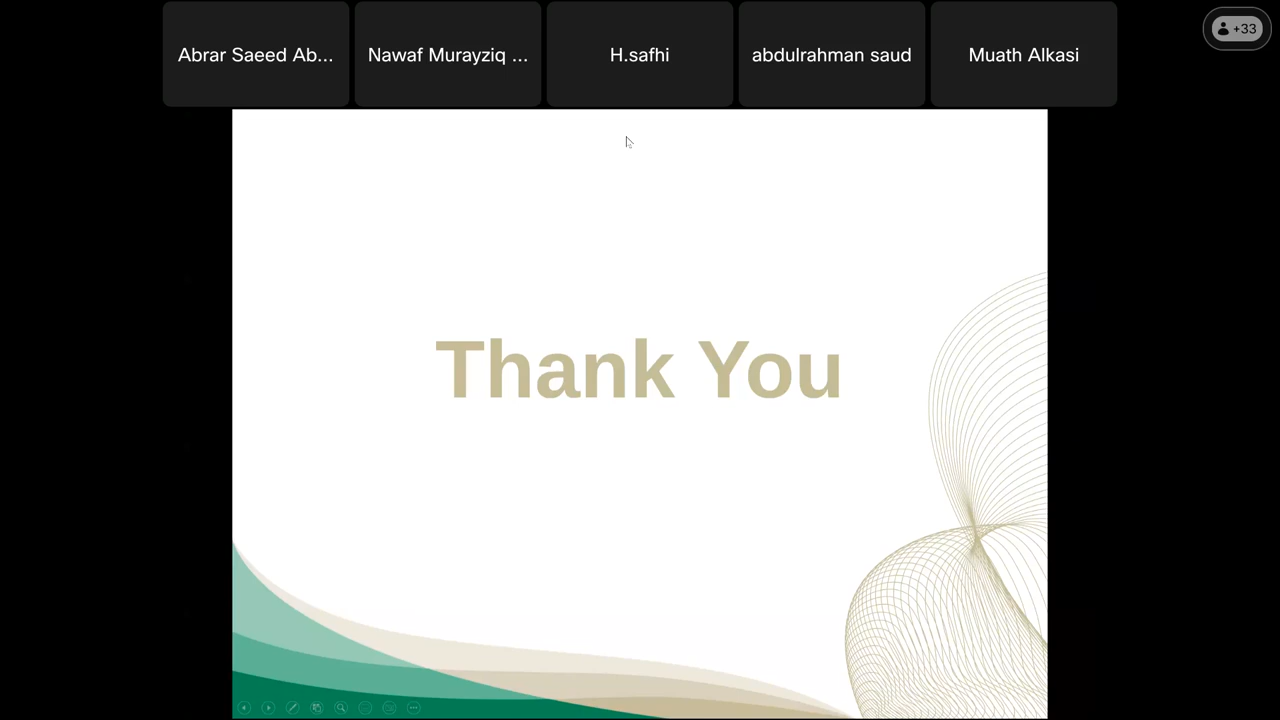 Abrar Saeed Ab...
Nawaf Murayziq ...
H.safhi
abdulrahman saud
Muath Alkasi
+33
Thank You